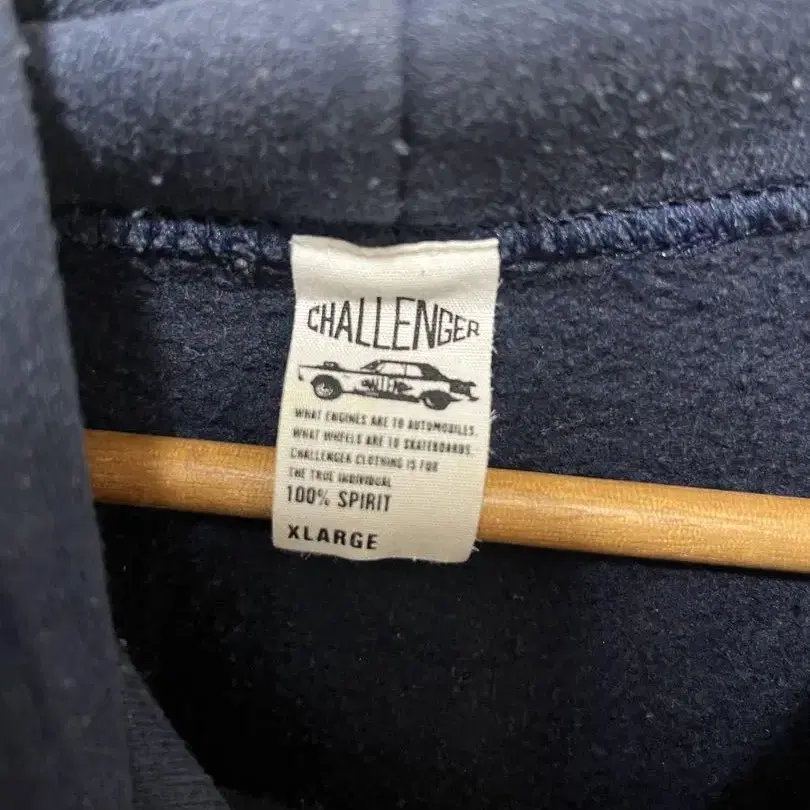 CHALLENGER
WHAT ENGINES ARE TO AUTOMOBILES.
WHAT WHEELS ARE TO SKATEBOARDS.
CHALLENGER CLOTHING IS FOR
THE TRUE INDIVIDUAL
100% SPIRIT
XLARGE